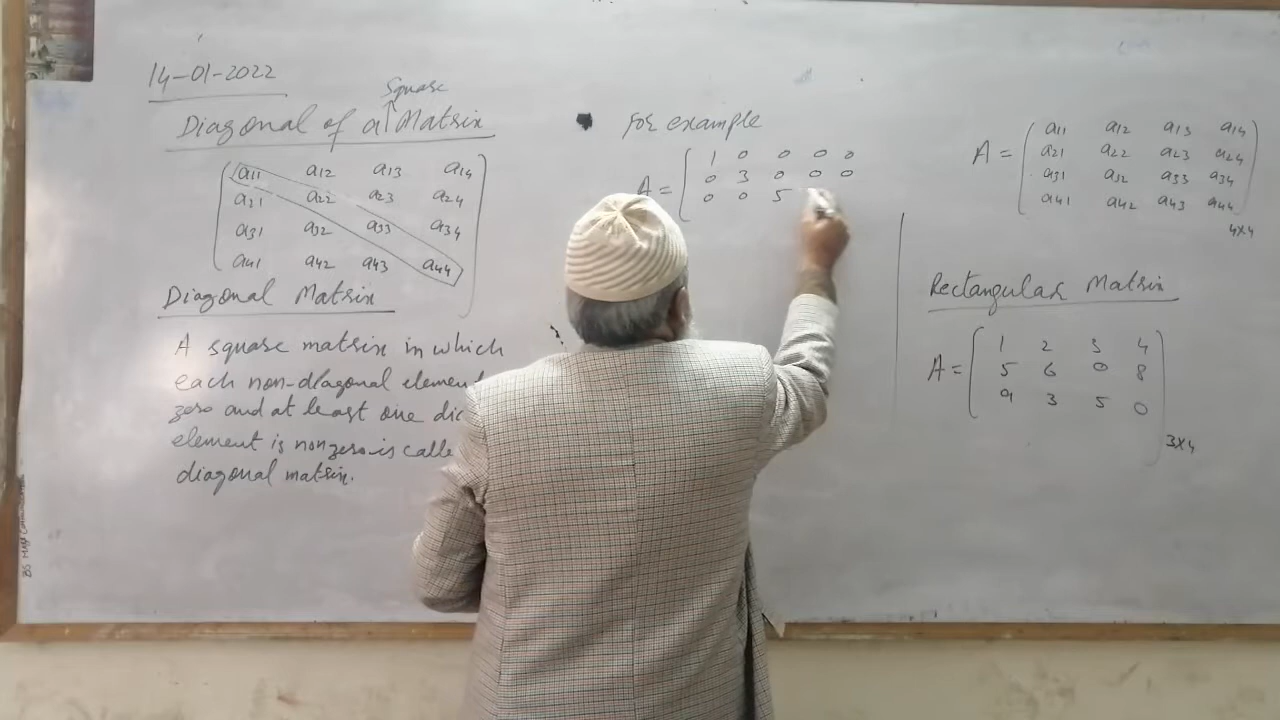 14-01-2022
Square
Diagonal of a Matrix
a11 a12 a13 a14
a21 a22 a23 a24
a31 a32 a33 a34
a41 a42 a43 a44
Diagonal Matrix
A square matrix in which
each non-diagonal element
zero and at least one
element is nonzero is calle
diagonal matrix.
For example
1 0 0 0 0
0 3 0 0 0
A =
0 0 5
A =
a11 a12 a13 a14
a21 a22 a23 a24
a31 a32 a33 a34
a41 a42 a43 a44
4x4
Rectangular Matrix
1 2 3 4
A = 5 6 0 8
9 3 5 0
3x4